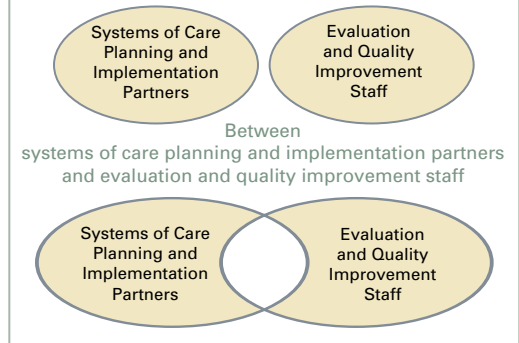 Systems of Care
Planning and
Implementation
Partners
Evaluation
and Quality
Improvement
Staff
Between
systems of care planning and implementation partners
and evaluation and quality improvement staff
Systems of Care
Planning and
Implementation
Partners
Evaluation
and Quality
Improvement
Staff